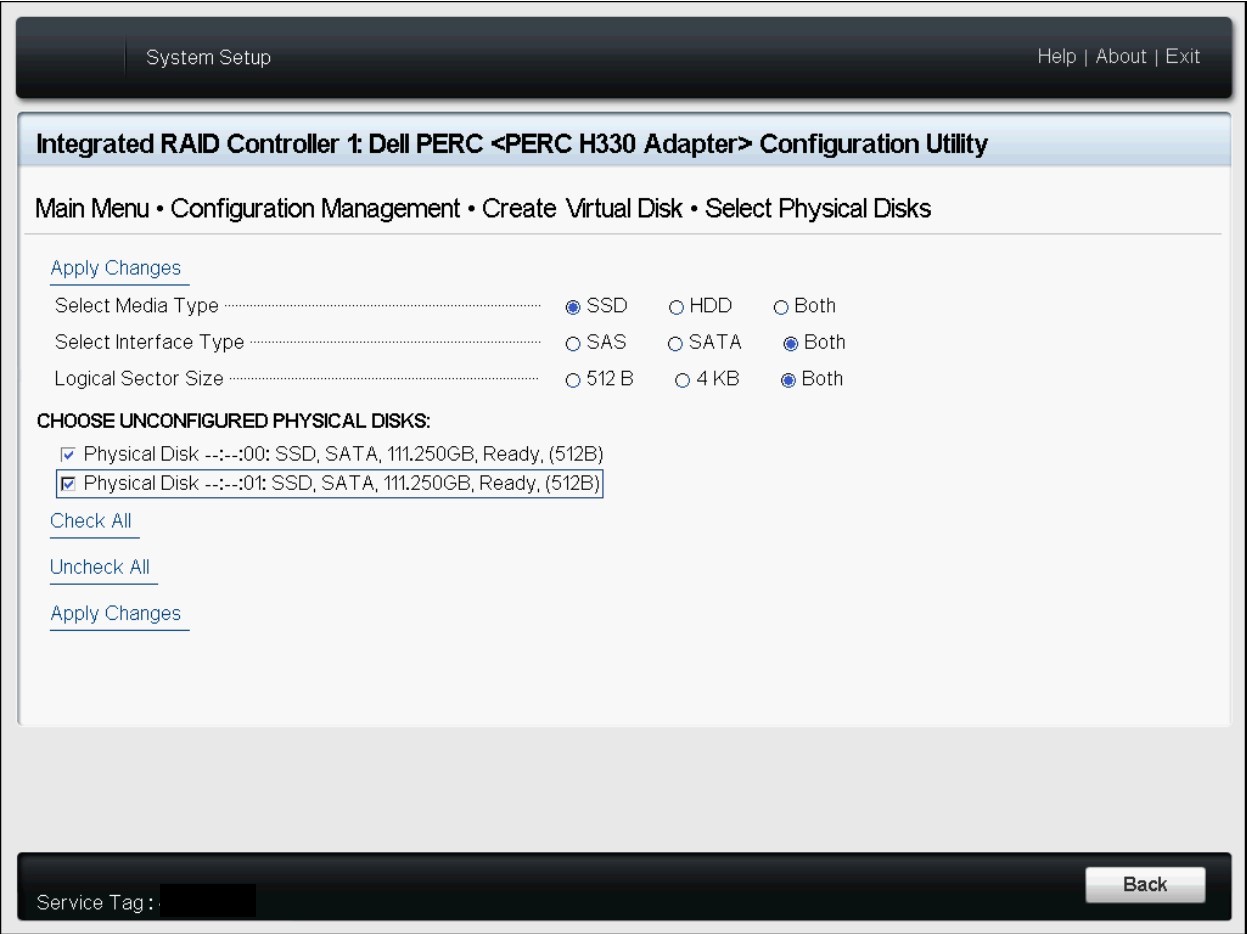 System Setup
Help | About | Exit
Integrated RAID Controller 1: Dell PERC <PERC H330 Adapter> Configuration Utility
Main Menu • Configuration Management • Create Virtual Disk • Select Physical Disks
Apply Changes
Select Media Type SSD HDD Both
Select Interface Type SAS SATA Both
Logical Sector Size 512 B 4 KB Both
CHOOSE UNCONFIGURED PHYSICAL DISKS:
Physical Disk --:--:00: SSD, SATA, 111.250GB, Ready, (512B)
Physical Disk --:--:01: SSD, SATA, 111.250GB, Ready, (512B)
Check All
Uncheck All
Apply Changes
Back
Service Tag :